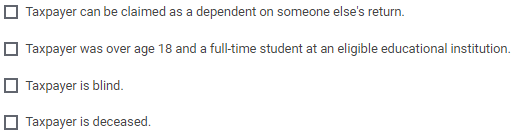 Taxpayer can be claimed as a dependent on someone else's return.
Taxpayer was over age 18 and a full-time student at an eligible educational institution.
Taxpayer is blind.
Taxpayer is deceased.